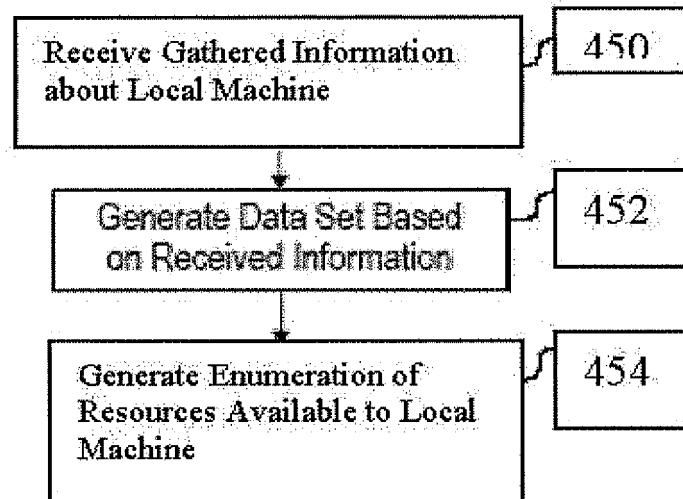 Receive Gathered Information
about Local Machine
450
Generate Data Set Based
on Received Information
452
Generate Enumeration of
Resources Available to Local
Machine
454